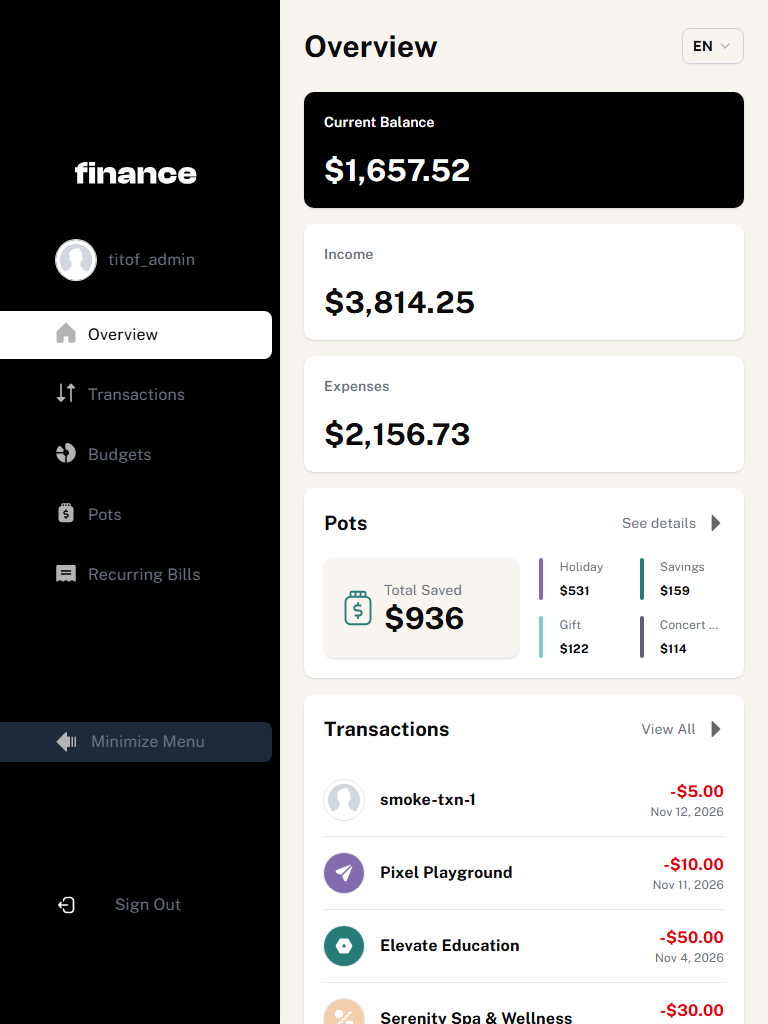 finance
titof_admin
Overview
Transactions
Budgets
Pots
Recurring Bills
Minimize Menu
Sign Out
Overview
EN
Current Balance
$1,657.52
Income
$3,814.25
Expenses
$2,156.73
Pots
See details
Total Saved
$936
Holiday
$531
Savings
$159
Gift
$122
Concert ...
$114
Transactions
View All
smoke-txn-1
-$5.00
Nov 12, 2026
Pixel Playground
-$10.00
Nov 11, 2026
Elevate Education
-$50.00
Nov 4, 2026
Serenity Spa & Wellness
-$30.00